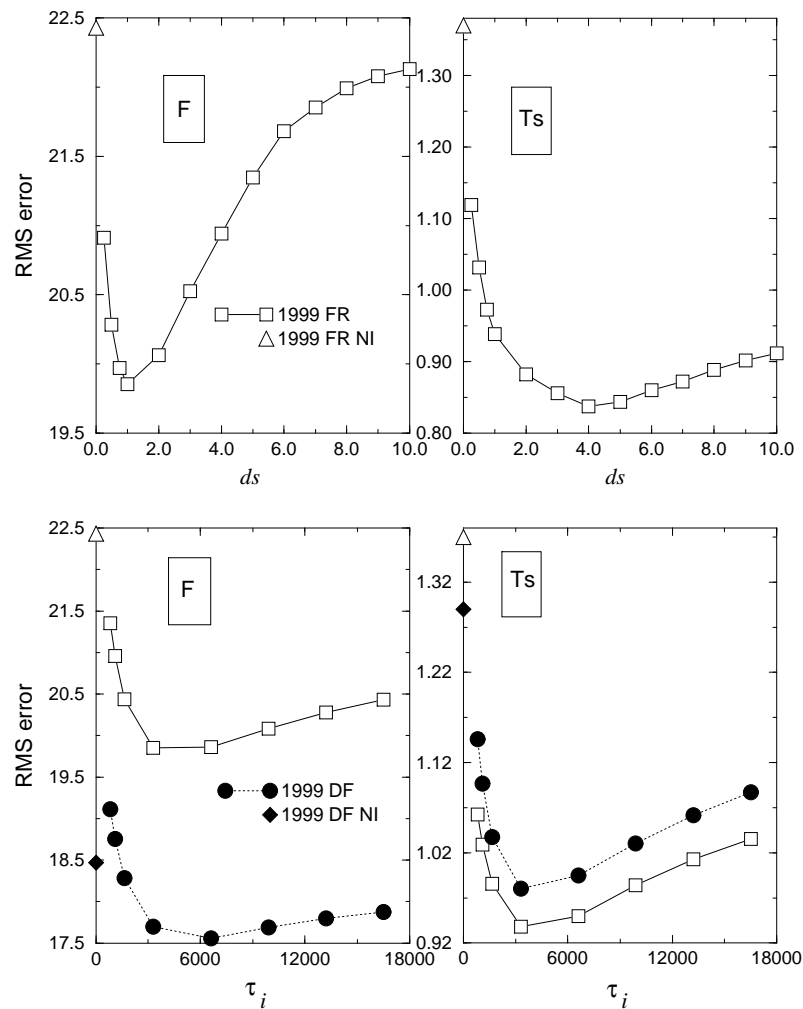 22.5
21.5
20.5
19.5
RMS error
F
1999 FR
1999 FR NI
0.0 2.0 4.0 6.0 8.0 10.0
ds
1.30
1.20
1.10
1.00
0.90
0.80
Ts
0.0 2.0 4.0 6.0 8.0 10.0
ds
22.5
21.5
20.5
19.5
18.5
17.5
RMS error
F
1999 DF
1999 DF NI
0 6000 12000 18000
τi
1.32
1.22
1.12
1.02
0.92
Ts
0 6000 12000 18000
τi